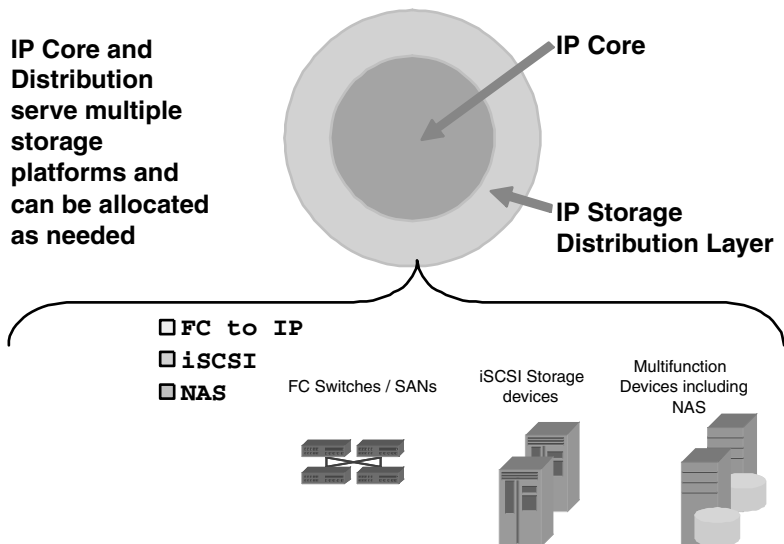 IP Core and
Distribution
serve multiple
storage
platforms and
can be allocated
as needed
IP Core
IP Storage
Distribution Layer
FC to IP
iSCSI
NAS
FC Switches / SANs
iSCSI Storage
devices
Multifunction
Devices including
NAS